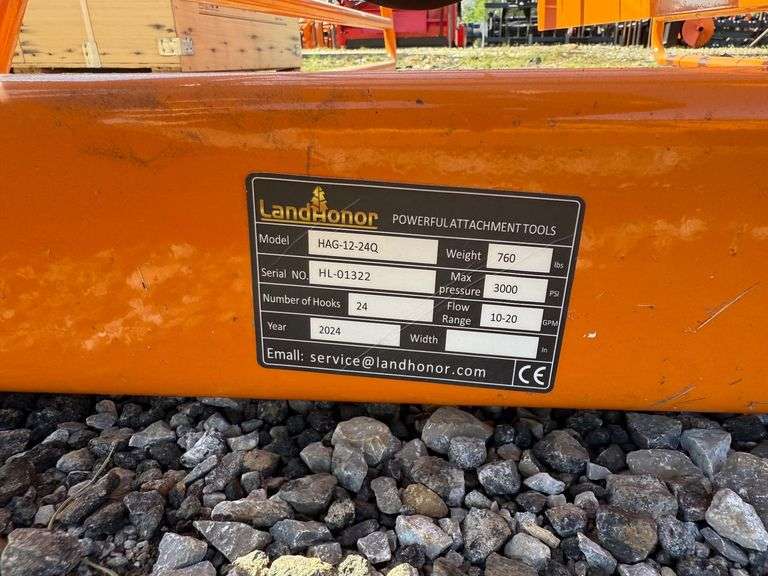 LandHonor POWERFUL ATTACHMENT TOOLS
Model HAG-12-24Q Weight 760 lbs
Serial NO. HL-01322 Max pressure 3000 PSI
Number of Hooks 24 Flow Range 10-20 GPM
Year 2024 Width In
Email: service@landhonor.com CE